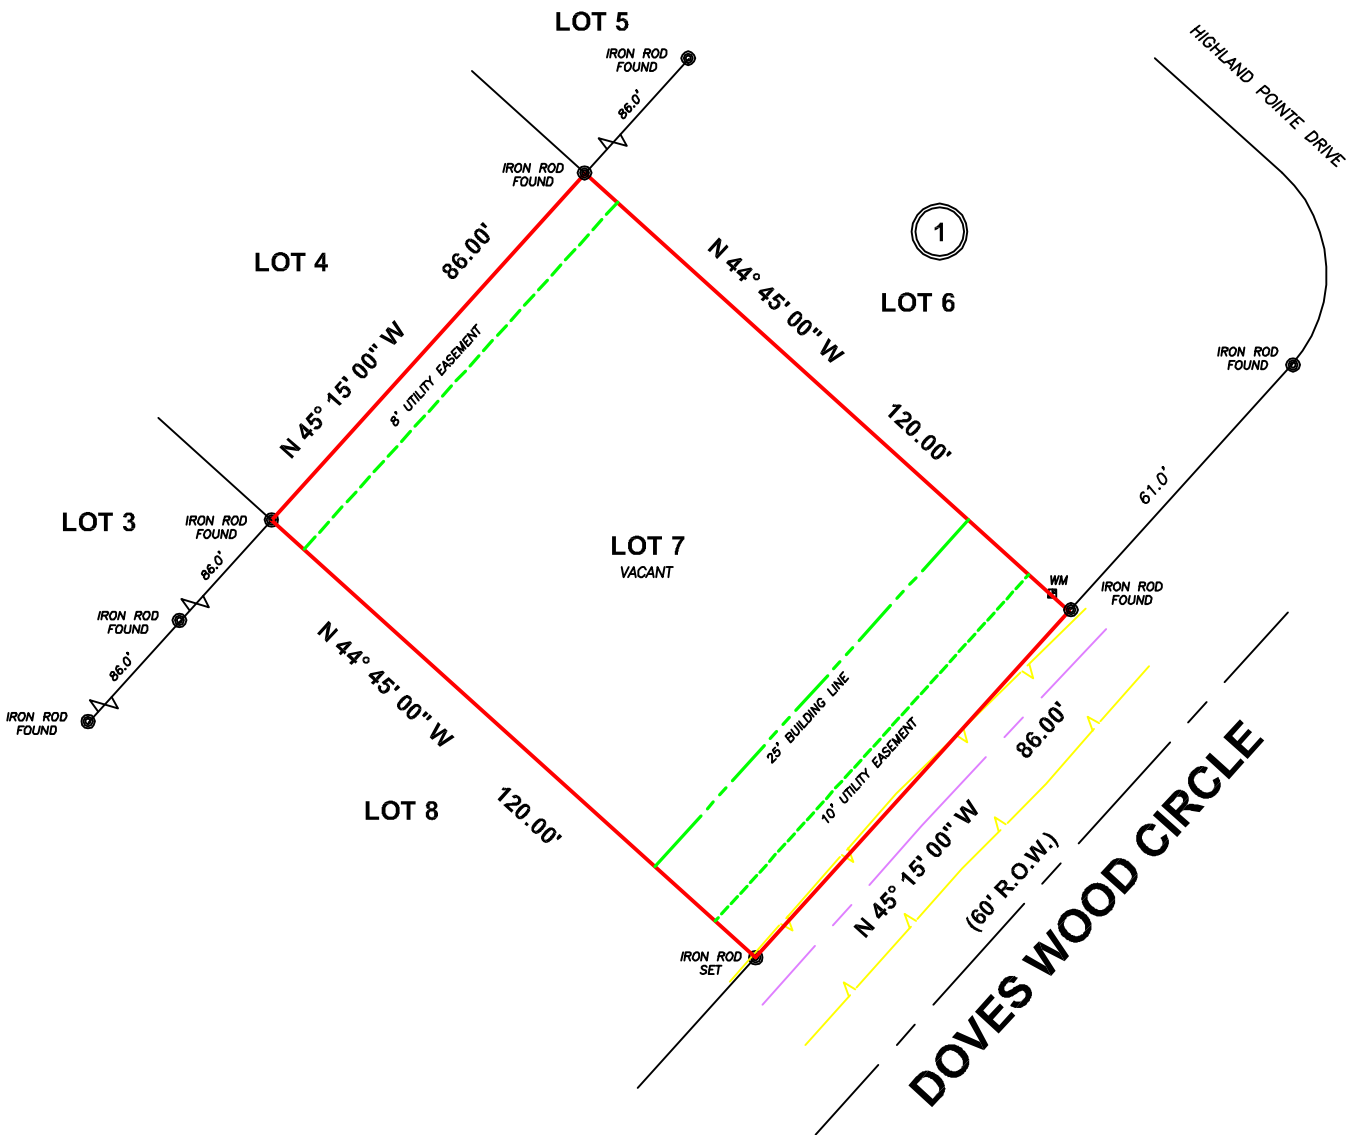 LOT 5
IRON ROD
FOUND
86.0'
HIGHLAND POINTE DRIVE
IRON ROD
FOUND
LOT 4
86.00'
N 45° 15' 00" W
8' UTILITY EASEMENT
1
LOT 6
N 44° 45' 00" W
120.00'
IRON ROD
FOUND
61.0'
LOT 3
IRON ROD
FOUND
86.0'
IRON ROD
FOUND
86.0'
IRON ROD
FOUND
LOT 7
VACANT
WM
IRON ROD
FOUND
N 44° 45' 00" W
120.00'
LOT 8
25' BUILDING LINE
10' UTILITY EASEMENT
86.00'
N 45° 15' 00" W
(60' R.O.W.)
DOVES WOOD CIRCLE
IRON ROD
SET